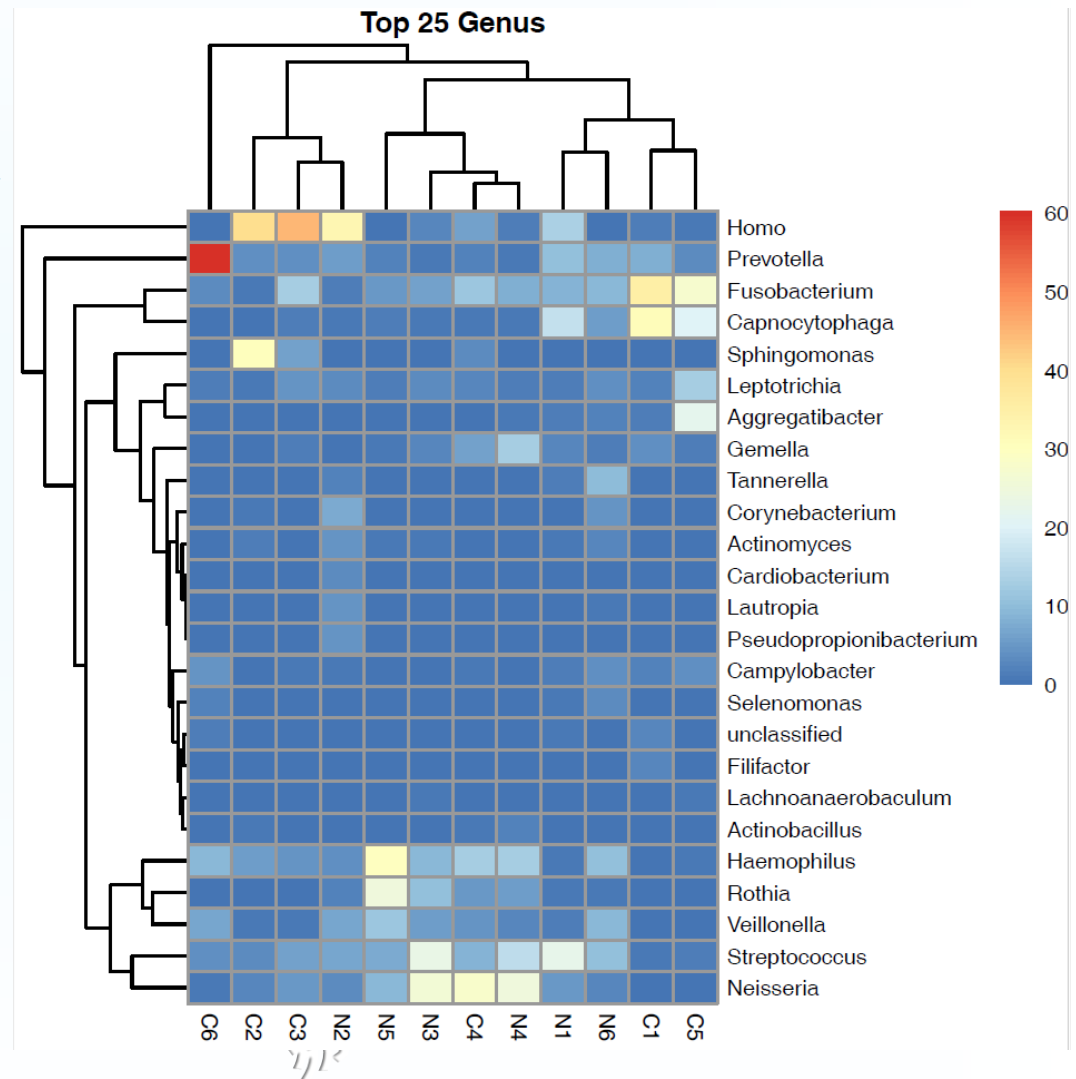 Top 25 Genus
Homo
Prevotella
Fusobacterium
Capnocytophaga
Sphingomonas
Leptotrichia
Aggregatibacter
Gemella
Tannerella
Corynebacterium
Actinomyces
Cardiobacterium
Lautropia
Pseudopropionibacterium
Campylobacter
Selenomonas
unclassified
Filifactor
Lachnoanaerobaculum
Actinobacillus
Haemophilus
Rothia
Veillonella
Streptococcus
Neisseria
60
50
40
30
20
10
0
C6 C2 C3 N2 N5 N3 C4 N4 N1 N6 C1 C5